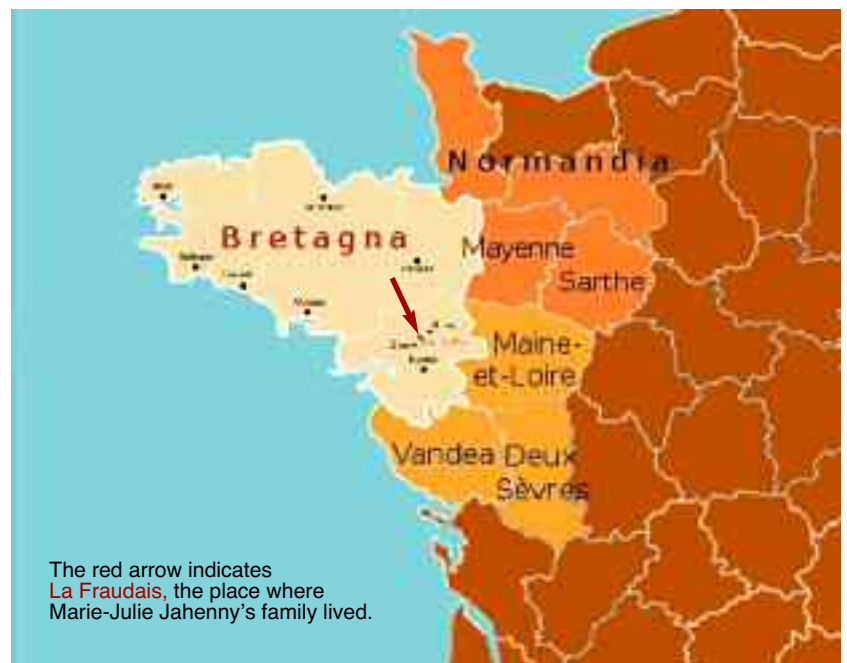 Normandia
Bretagna
Mayenne
Sarthe
Maine-
et-Loire
Vandea
Deux
Sèvres
The red arrow indicates
La Fraudais, the place where
Marie-Julie Jahenny’s family lived.